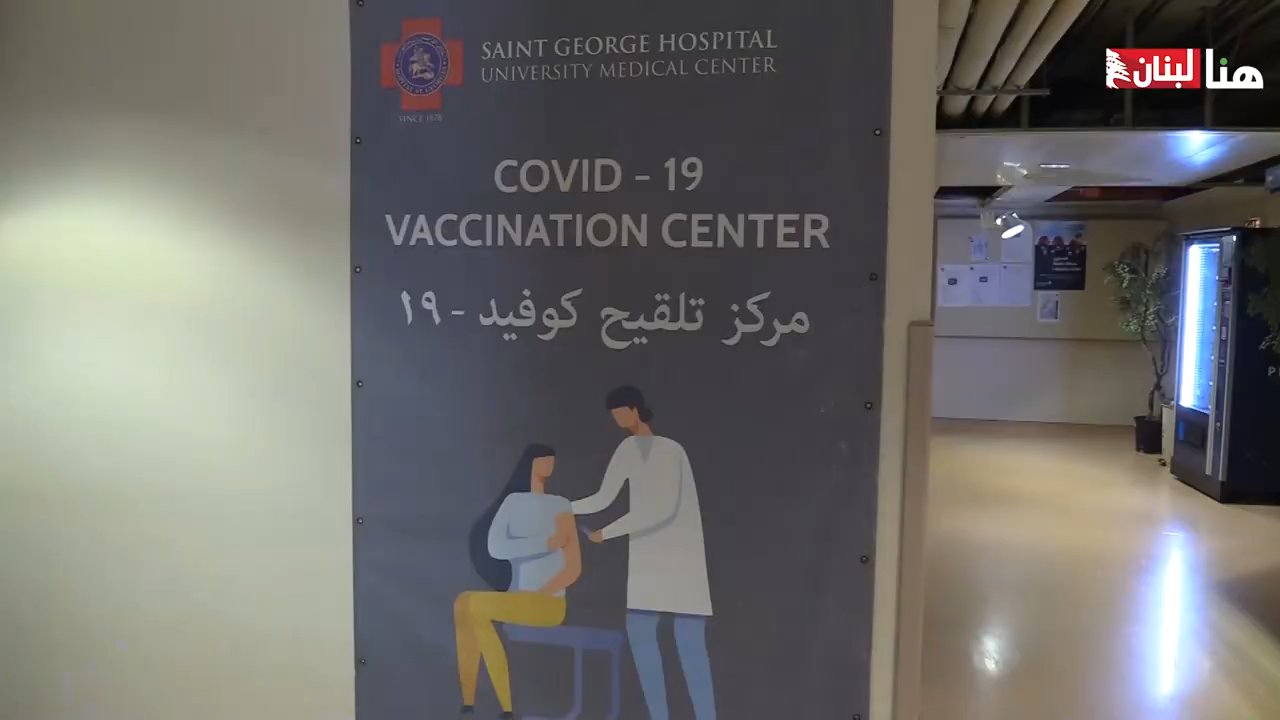 SAINT GEORGE HOSPITAL
UNIVERSITY MEDICAL CENTER
SINCE 1878
COVID - 19
VACCINATION CENTER
مركز تلقيح كوفيد - ١٩
هنا لبنان